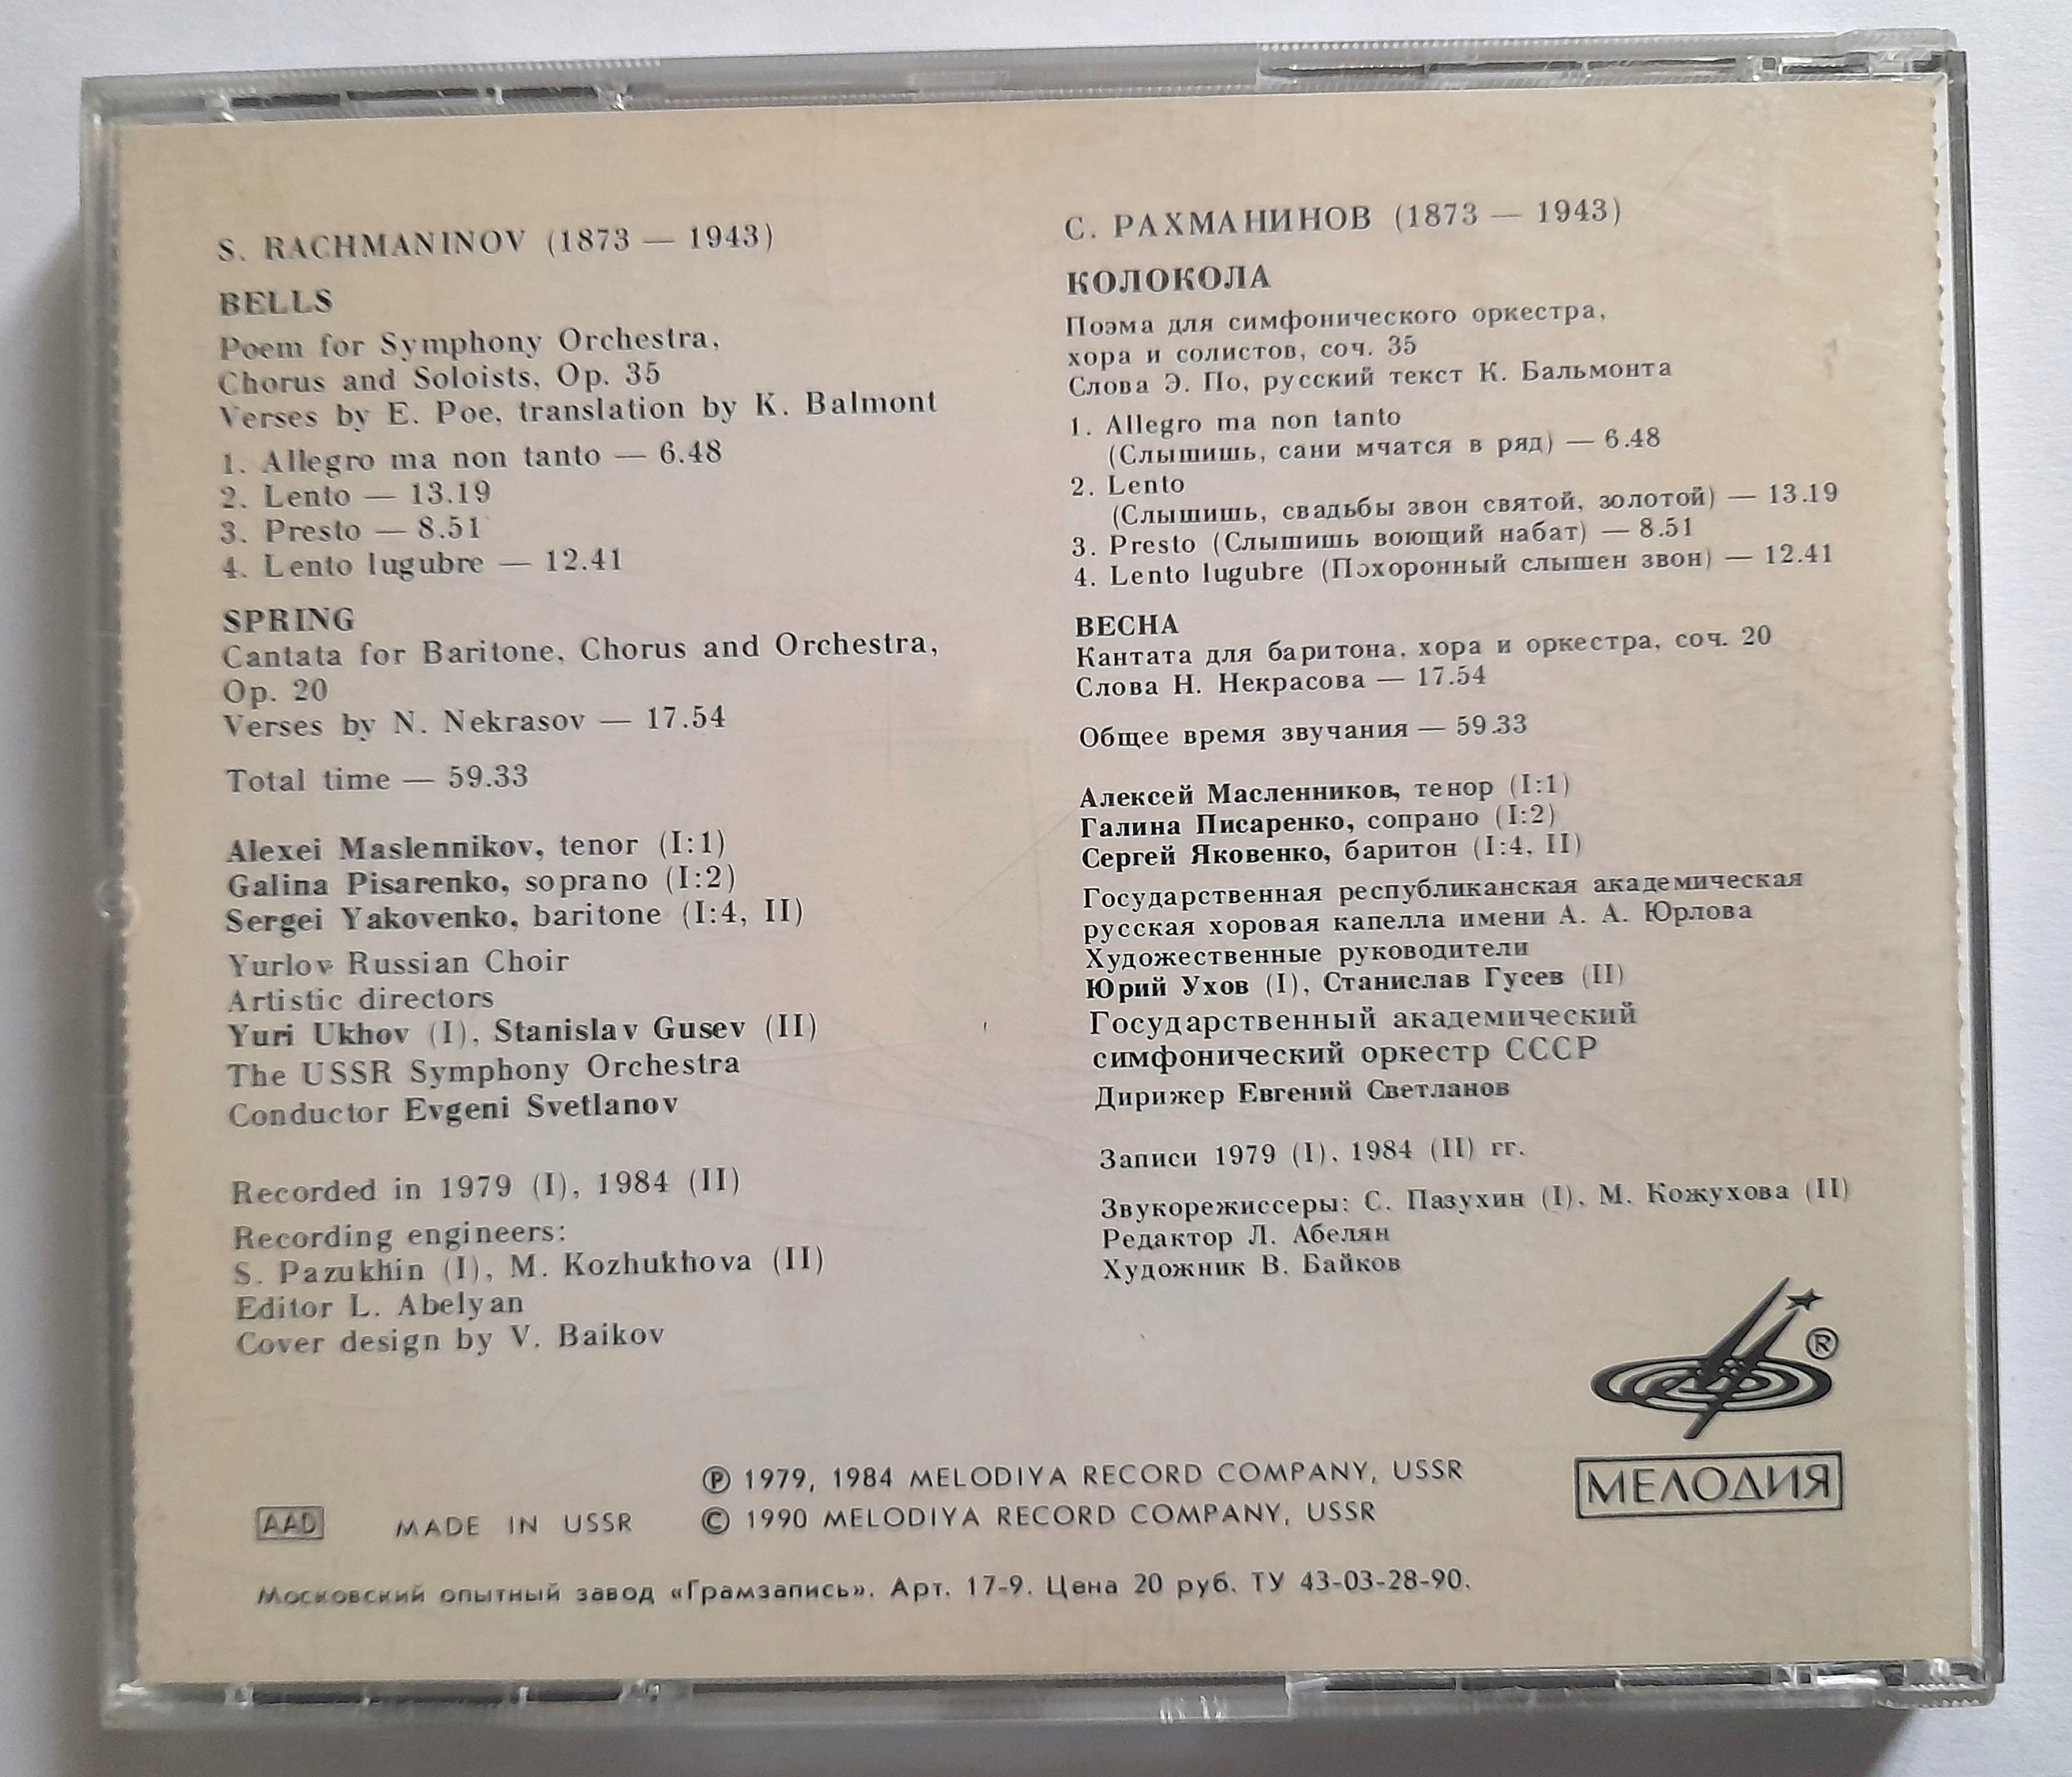 S. RACHMANINOV (1873 — 1943)
BELLS
Poem for Symphony Orchestra,
Chorus and Soloists, Op. 35
Verses by E. Poe, translation by K. Balmont
1. Allegro ma non tanto — 6.48
2. Lento — 13.19
3. Presto — 8.51
4. Lento lugubre — 12.41
SPRING
Cantata for Baritone, Chorus and Orchestra,
Op. 20
Verses by N. Nekrasov — 17.54
Total time — 59.33
Alexei Maslennikov, tenor (I:1)
Galina Pisarenko, soprano (I:2)
Sergei Yakovenko, baritone (I:4, II)
Yurlov Russian Choir
Artistic directors
Yuri Ukhov (I), Stanislav Gusev (II)
The USSR Symphony Orchestra
Conductor Evgeni Svetlanov
Recorded in 1979 (I), 1984 (II)
Recording engineers:
S. Pazukhin (I), M. Kozhukhova (II)
Editor L. Abelyan
Cover design by V. Baikov
С. РАХМАНИНОВ (1873 — 1943)
КОЛОКОЛА
Поэма для симфонического оркестра,
хора и солистов, соч. 35
Слова Э. По, русский текст К. Бальмонта
1. Allegro ma non tanto
(Слышишь, сани мчатся в ряд) — 6.48
2. Lento
(Слышишь, свадьбы звон святой, золотой) — 13.19
3. Presto (Слышишь воющий набат) — 8.51
4. Lento lugubre (Похоронный слышен звон) — 12.41
ВЕСНА
Кантата для баритона, хора и оркестра, соч. 20
Слова Н. Некрасова — 17.54
Общее время звучания — 59.33
Алексей Масленников, тенор (I:1)
Галина Писаренко, сопрано (I:2)
Сергей Яковенко, баритон (I:4, II)
Государственная республиканская академическая
русская хоровая капелла имени А. А. Юрлова
Художественные руководители
Юрий Ухов (I), Станислав Гусев (II)
Государственный академический
симфонический оркестр СССР
Дирижер Евгений Светланов
Записи 1979 (I), 1984 (II) гг.
Звукорежиссеры: С. Пазухин (I), М. Кожухова (II)
Редактор Л. Абелян
Художник В. Байков
®
МЕЛОДИЯ
℗ 1979, 1984 MELODIYA RECORD COMPANY, USSR
AAD MADE IN USSR © 1990 MELODIYA RECORD COMPANY, USSR
Московский опытный завод «Грамзапись». Арт. 17-9. Цена 20 руб. ТУ 43-03-28-90.